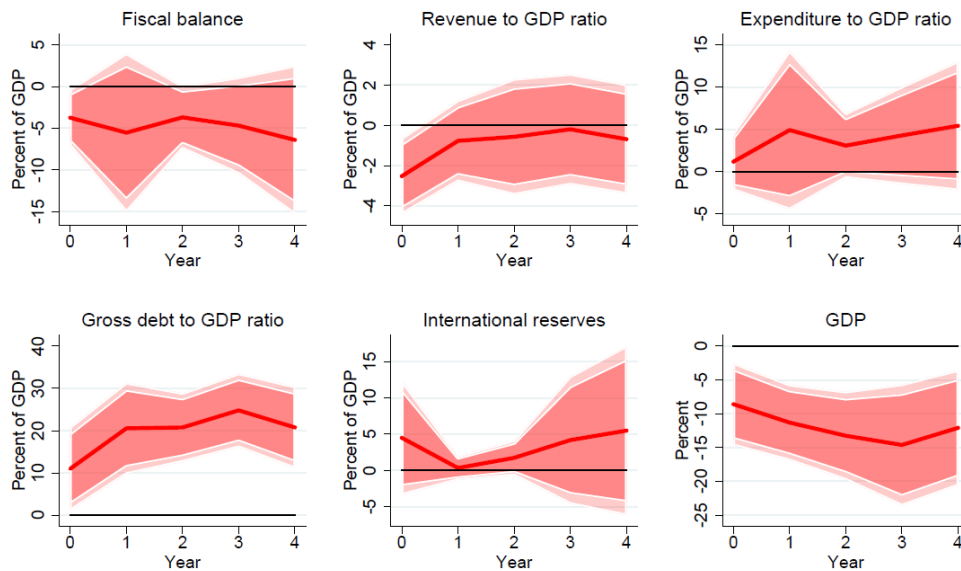 Fiscal balance
Percent of GDP
5
0
-5
-10
-15
0 1 2 3 4
Year
Revenue to GDP ratio
Percent of GDP
4
2
0
-2
-4
0 1 2 3 4
Year
Expenditure to GDP ratio
Percent of GDP
15
10
5
0
-5
0 1 2 3 4
Year
Gross debt to GDP ratio
Percent of GDP
40
30
20
10
0
0 1 2 3 4
Year
International reserves
Percent of GDP
15
10
5
0
-5
0 1 2 3 4
Year
GDP
Percent
0
-5
-10
-15
-20
-25
0 1 2 3 4
Year